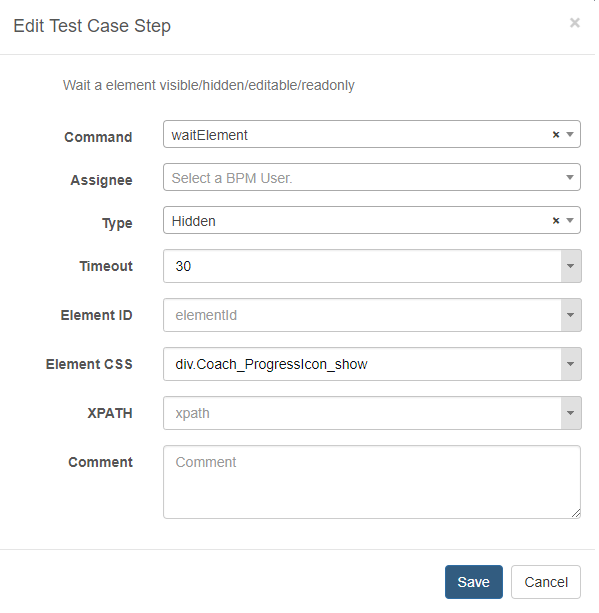 Edit Test Case Step ×
Wait a element visible/hidden/editable/readonly
Command waitElement ×
Assignee Select a BPM User.
Type Hidden ×
Timeout 30
Element ID elementId
Element CSS div.Coach_ProgressIcon_show
XPATH xpath
Comment Comment
Save Cancel